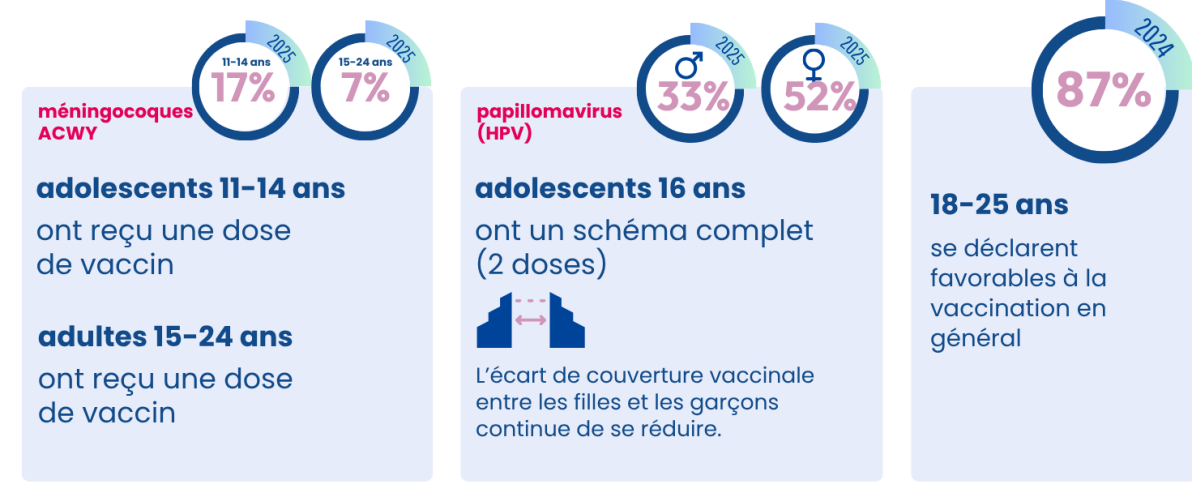 11-14 ans
17%
2025
15-24 ans
7%
2025
méningocoques
ACWY
adolescents 11-14 ans
ont reçu une dose
de vaccin
adultes 15-24 ans
ont reçu une dose
de vaccin
33%
2025
52%
2025
papillomavirus
(HPV)
adolescents 16 ans
ont un schéma complet
(2 doses)
L'écart de couverture vaccinale
entre les filles et les garçons
continue de se réduire.
87%
2024
18-25 ans
se déclarent
favorables à la
vaccination en
général